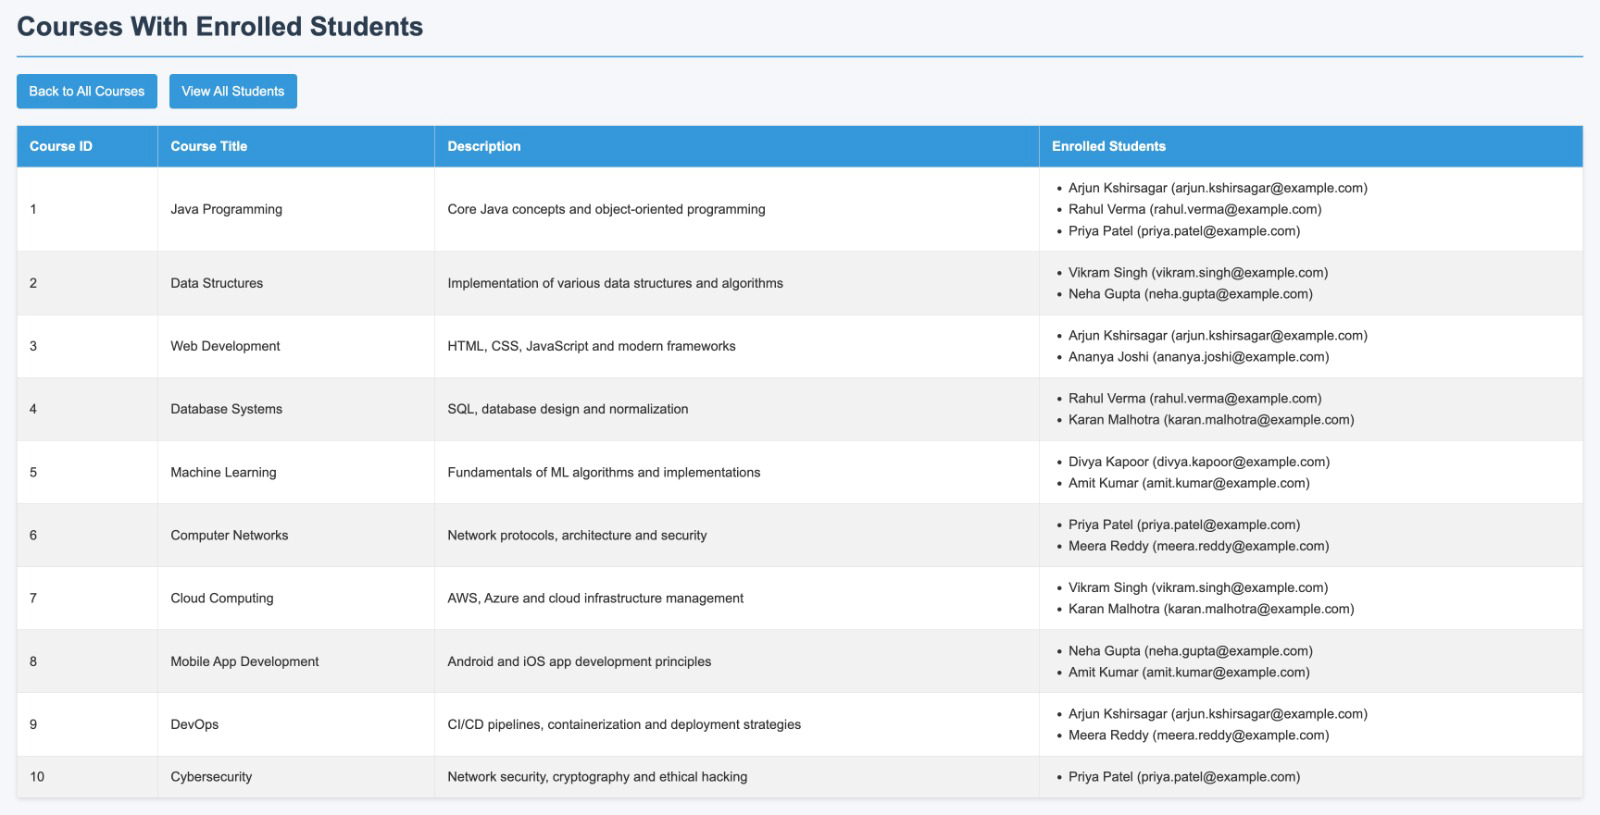 Courses With Enrolled Students
Back to All Courses View All Students
Course ID Course Title Description Enrolled Students
1 Java Programming Core Java concepts and object-oriented programming
Arjun Kshirsagar (arjun.kshirsagar@example.com)
Rahul Verma (rahul.verma@example.com)
Priya Patel (priya.patel@example.com)
2 Data Structures Implementation of various data structures and algorithms
Vikram Singh (vikram.singh@example.com)
Neha Gupta (neha.gupta@example.com)
3 Web Development HTML, CSS, JavaScript and modern frameworks
Arjun Kshirsagar (arjun.kshirsagar@example.com)
Ananya Joshi (ananya.joshi@example.com)
4 Database Systems SQL, database design and normalization
Rahul Verma (rahul.verma@example.com)
Karan Malhotra (karan.malhotra@example.com)
5 Machine Learning Fundamentals of ML algorithms and implementations
Divya Kapoor (divya.kapoor@example.com)
Amit Kumar (amit.kumar@example.com)
6 Computer Networks Network protocols, architecture and security
Priya Patel (priya.patel@example.com)
Meera Reddy (meera.reddy@example.com)
7 Cloud Computing AWS, Azure and cloud infrastructure management
Vikram Singh (vikram.singh@example.com)
Karan Malhotra (karan.malhotra@example.com)
8 Mobile App Development Android and iOS app development principles
Neha Gupta (neha.gupta@example.com)
Amit Kumar (amit.kumar@example.com)
9 DevOps CI/CD pipelines, containerization and deployment strategies
Arjun Kshirsagar (arjun.kshirsagar@example.com)
Meera Reddy (meera.reddy@example.com)
10 Cybersecurity Network security, cryptography and ethical hacking
Priya Patel (priya.patel@example.com)